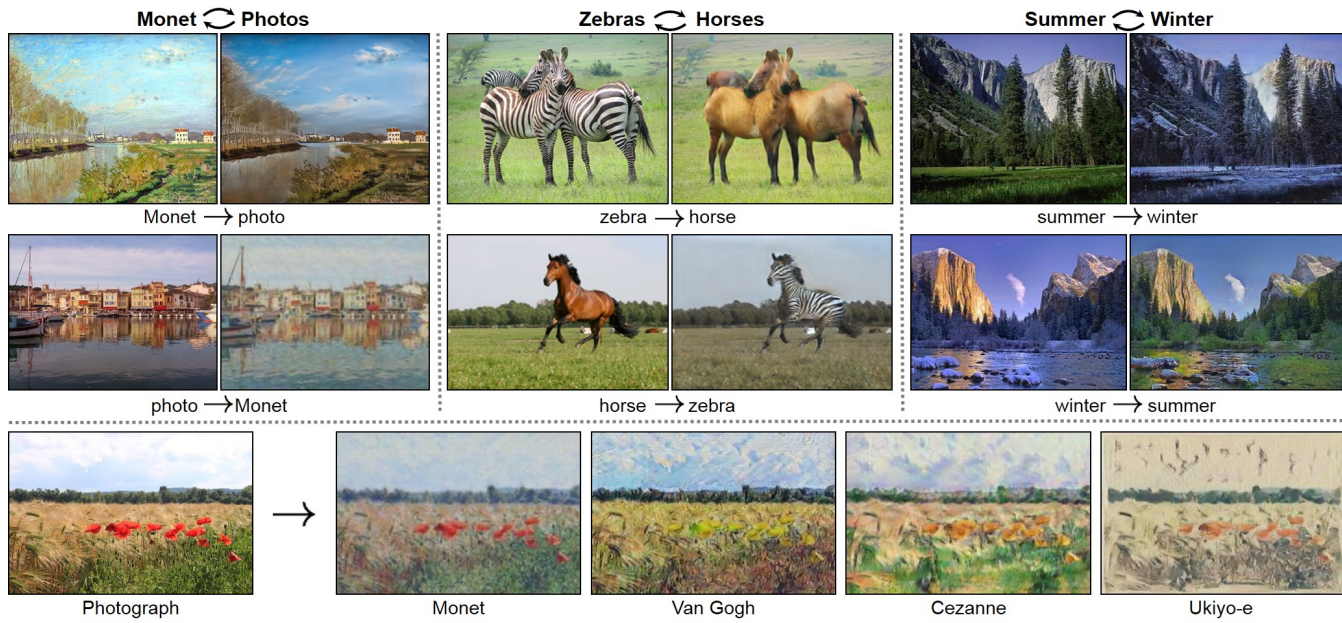 Monet ⇄ Photos
Zebras ⇄ Horses
Summer ⇄ Winter
Monet → photo
zebra → horse
summer → winter
photo → Monet
horse → zebra
winter → summer
Photograph
Monet
Van Gogh
Cezanne
Ukiyo-e